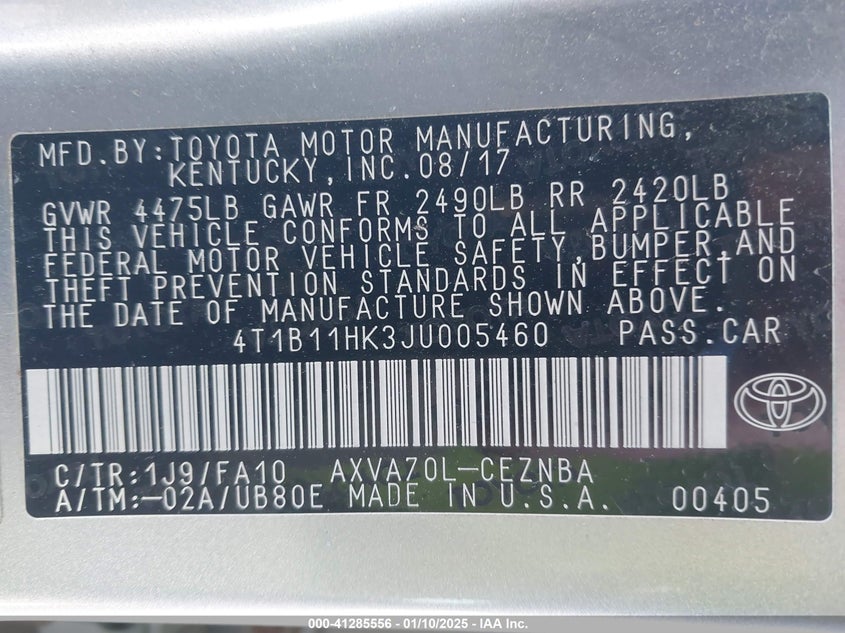 MFD.BY:TOYOTA MOTOR MANUFACTURING,
KENTUCKY,INC.08/17
GVWR 4475LB GAWR FR 2490LB RR 2420LB
THIS VEHICLE CONFORMS TO ALL APPLICABLE
FEDERAL MOTOR VEHICLE SAFETY,BUMPER,AND
THEFT PREVENTION STANDARDS IN EFFECT ON
THE DATE OF MANUFACTURE SHOWN ABOVE.
4T1B11HK3JU005460 PASS.CAR
C/TR:1J9/FA10 AXVA70L-CEZNBA
A/TM:-02A/UB80E MADE IN U.S.A. 00405
000-41285556 - 01/10/2025 - IAA Inc.